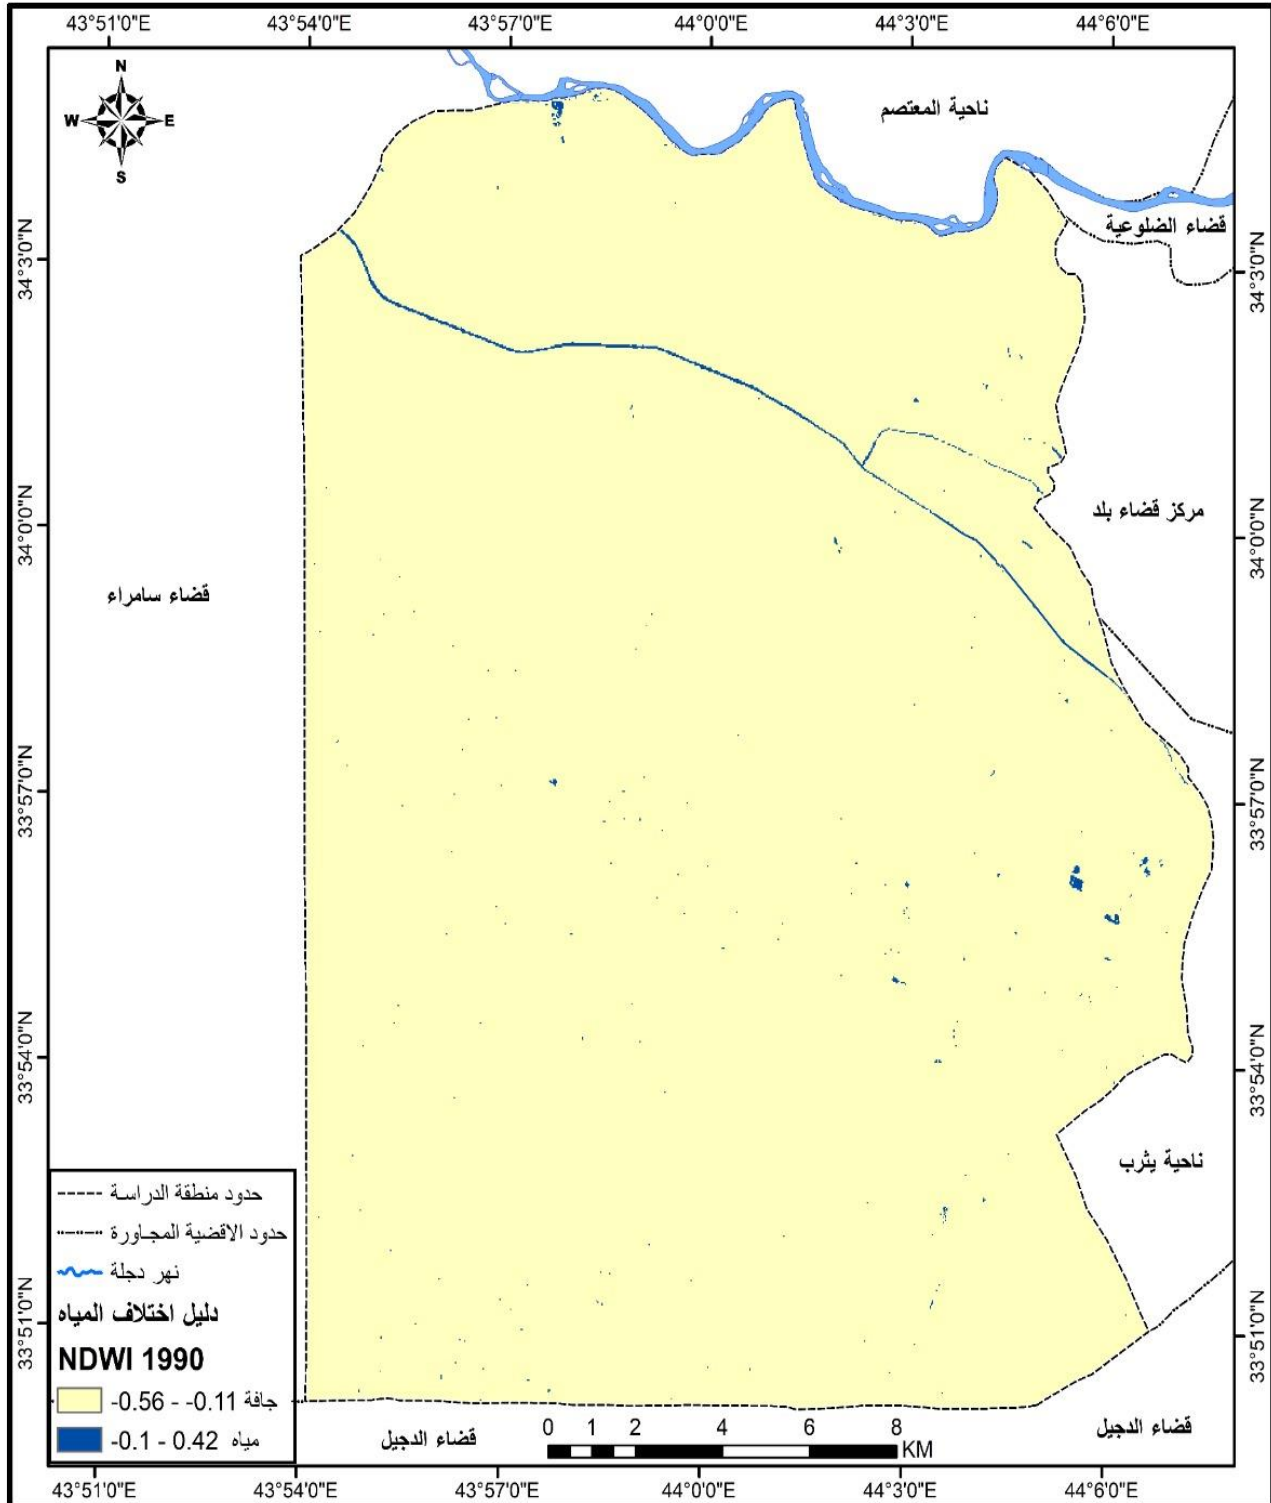 43°51'0"E
43°54'0"E
43°57'0"E
44°0'0"E
44°3'0"E
44°6'0"E
N
W
E
S
ناحية المعتصم
قضاء الضلوعية
34°3'0"N
34°3'0"N
مركز قضاء بلد
34°0'0"N
34°0'0"N
قضاء سامراء
33°57'0"N
33°57'0"N
33°54'0"N
33°54'0"N
ناحية يثرب
حدود منطقة الدراسة
حدود الاقضية المجاورة
نهر دجلة
دليل اختلاف المياه
NDWI 1990
-0.56 - -0.11 جافة
-0.1 - 0.42 مياه
33°51'0"N
33°51'0"N
قضاء الدجيل
0 1 2 4 6 8
KM
قضاء الدجيل
43°51'0"E
43°54'0"E
43°57'0"E
44°0'0"E
44°3'0"E
44°6'0"E